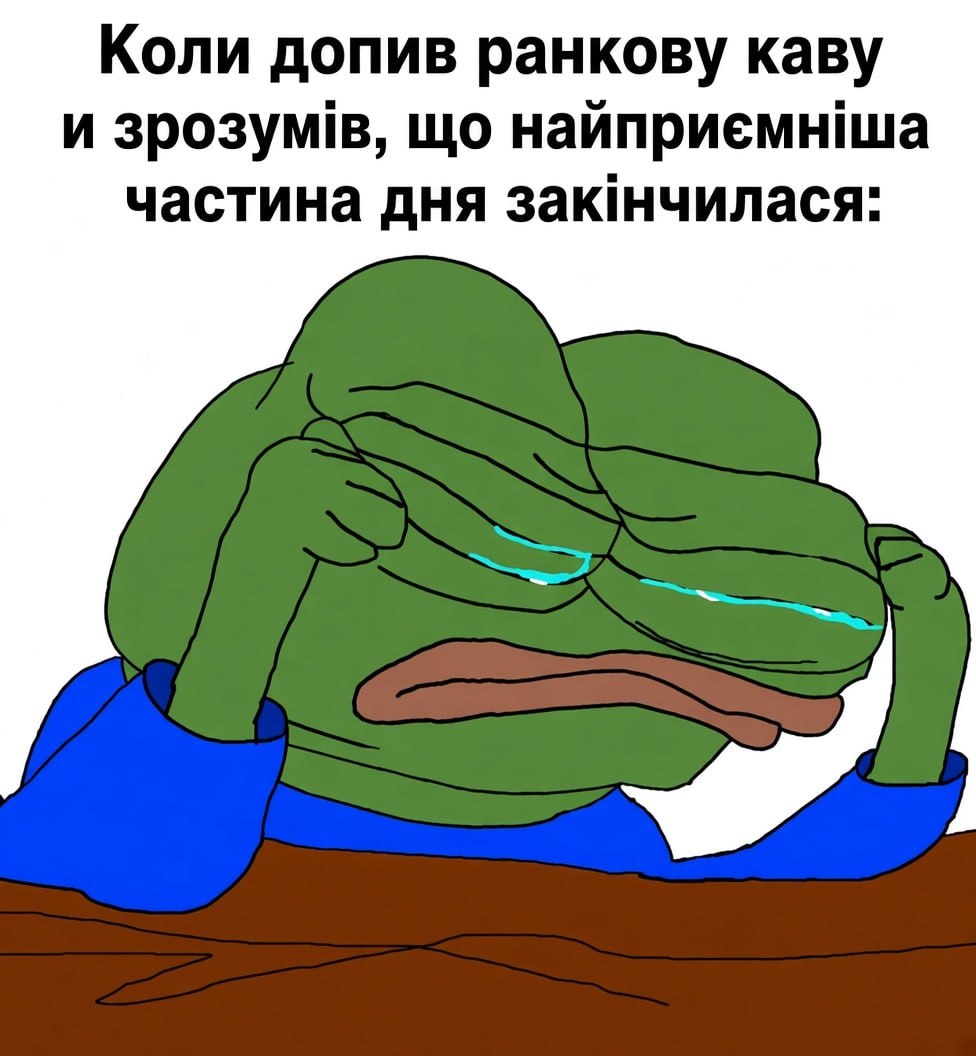 Коли допив ранкову каву
и зрозумів, що найприємніша
частина дня закінчилася: